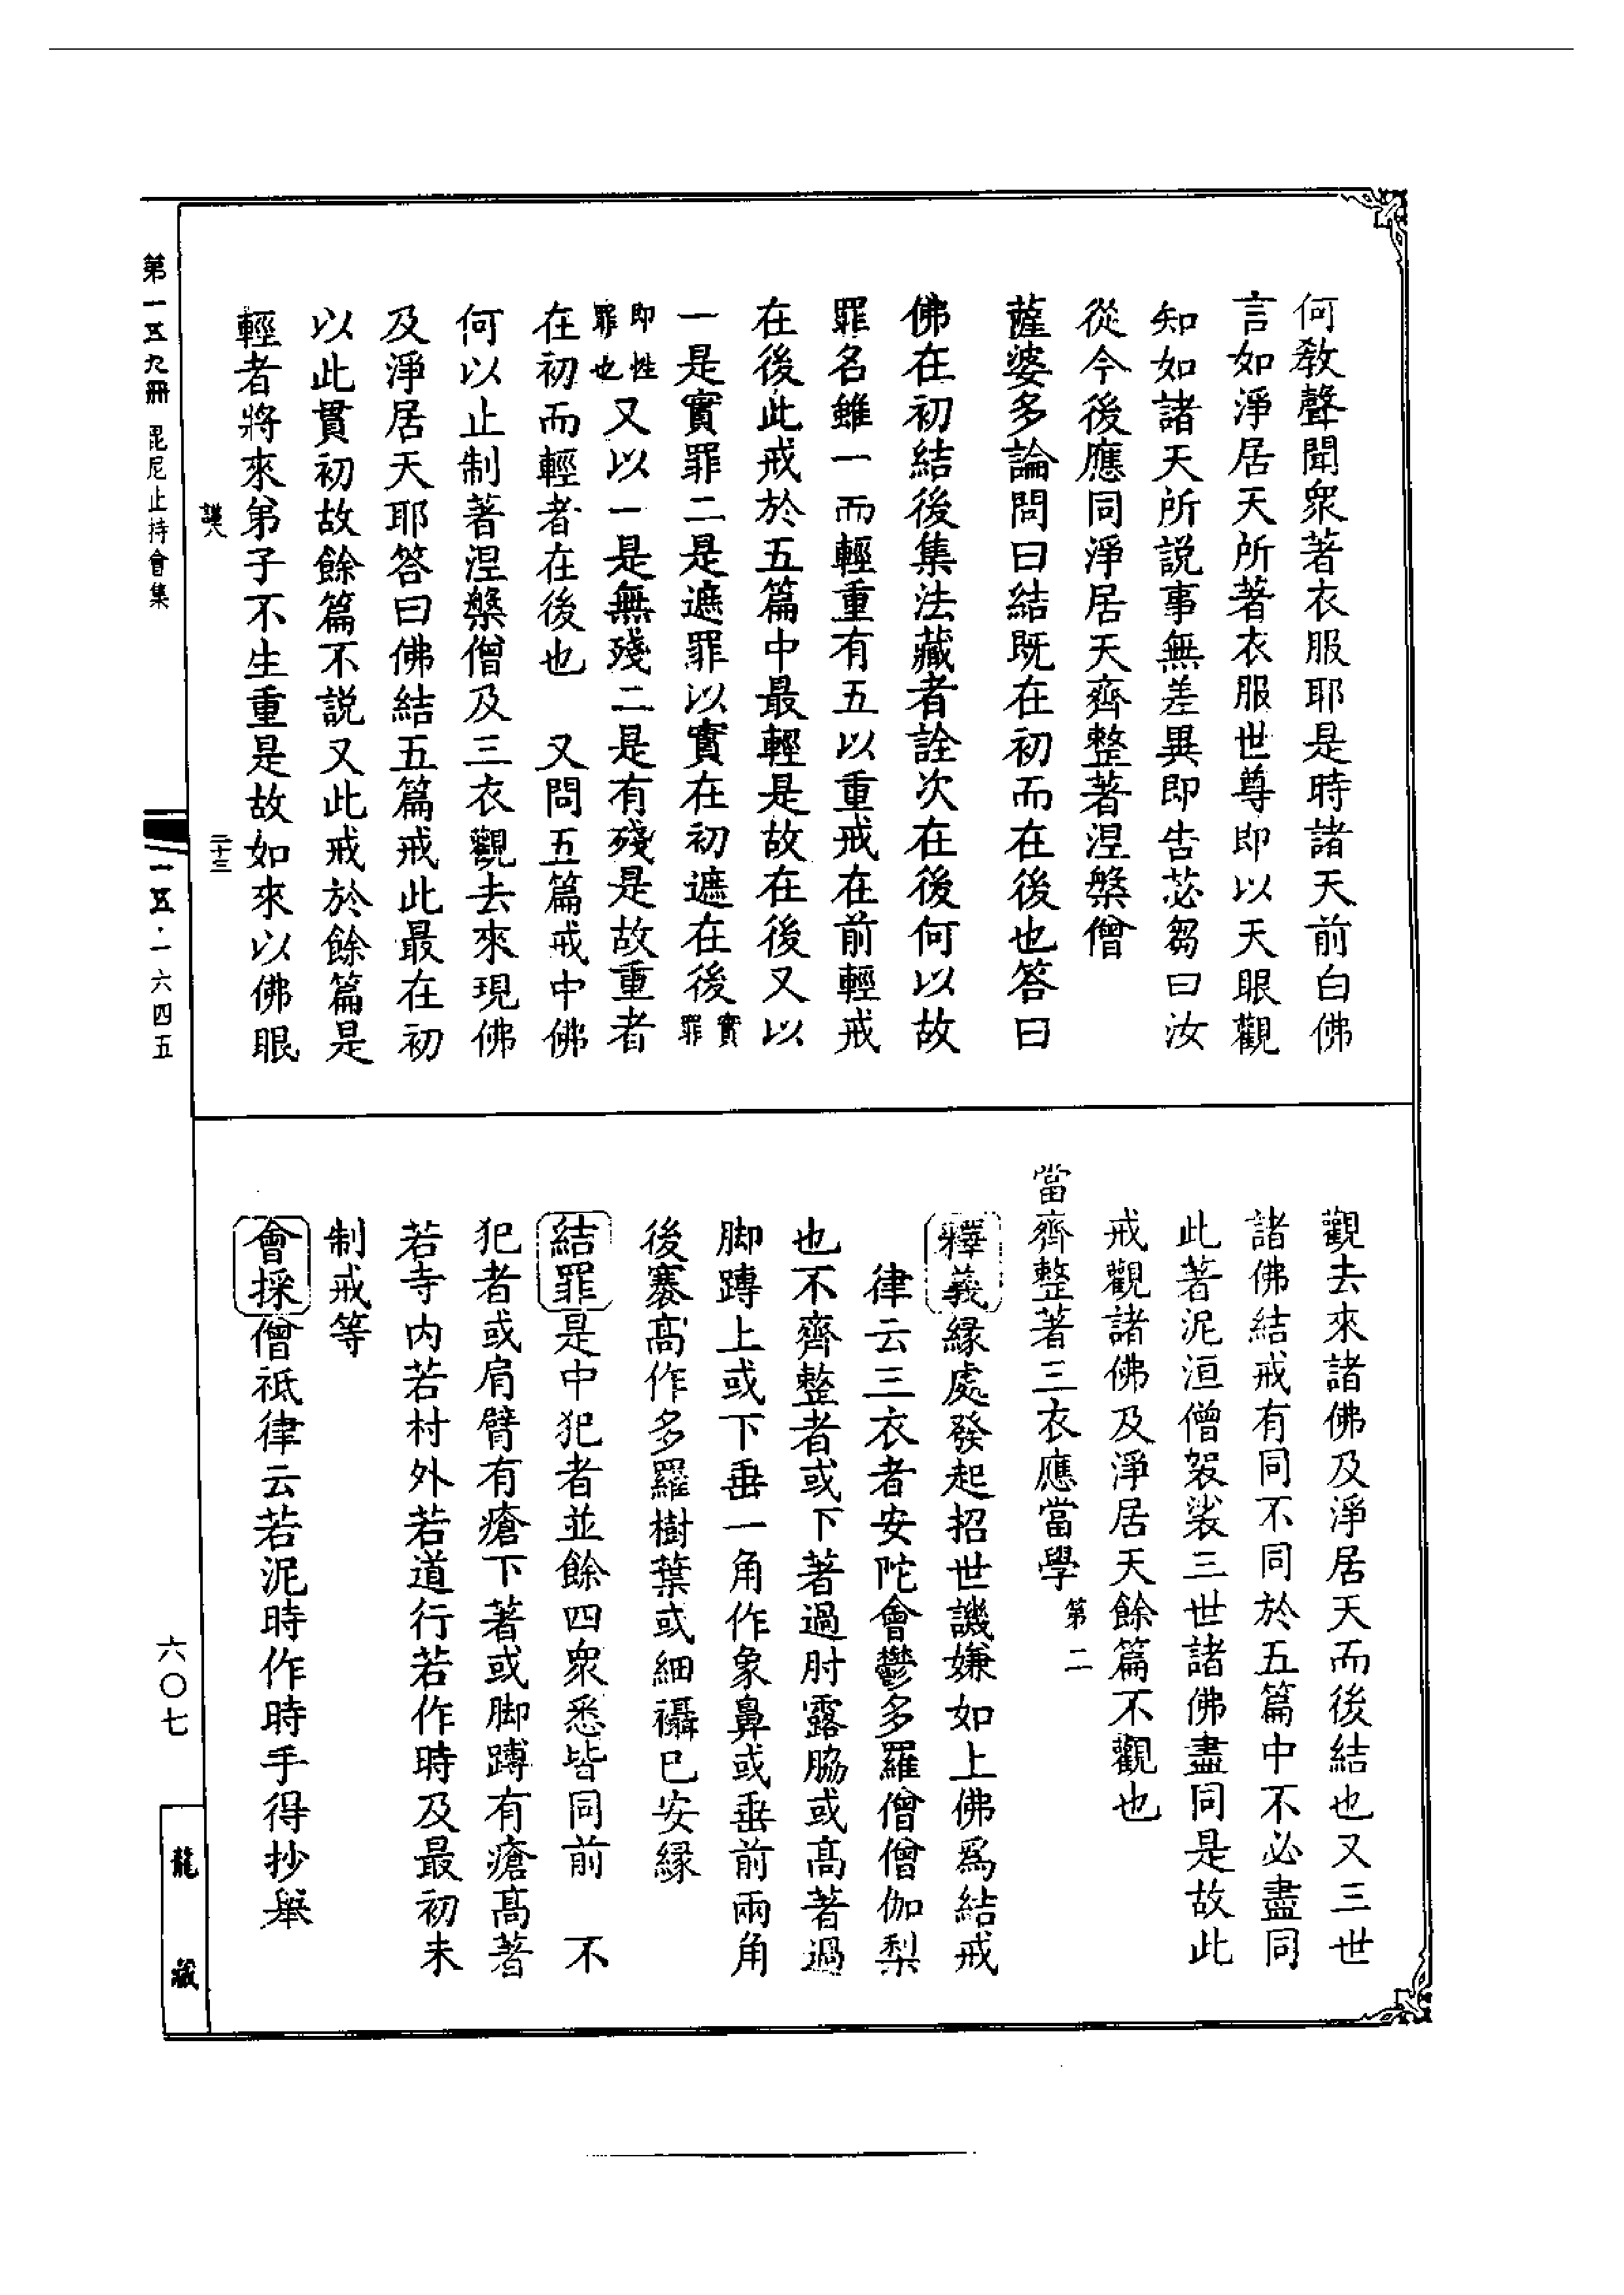 何教聲聞衆著衣服耶是時諸天前白佛
言如淨居天所著衣服世尊即以天眼觀
知如諸天所説事無差異即告苾芻曰汝
從今後應同淨居天齊整著涅槃僧
薩婆多論問曰結既在初而在後也答曰
佛在初結後集法藏者詮次在後何以故
罪名雖一而輕重有五以重戒在前輕戒
在後此戒於五篇中最輕是故在後又以
一是實罪二是遮罪以實在初遮在後實罪
即性罪也又以一是無殘二是有殘是故重者
在初而輕者在後也　又問五篇戒中佛
何以止制著涅槃僧及三衣觀去來現佛
及淨居天耶答曰佛結五篇戒此最在初
以此貫初故餘篇不説又此戒於餘篇是
輕者將來弟子不生重是故如來以佛眼
謹八
二十三
第一五九冊 毘尼止持會集
一五·一六四五
觀去來諸佛及淨居天而後結也又三世
諸佛結戒有同不同於五篇中不必盡同
此著泥洹僧袈裟三世諸佛盡同是故此
戒觀諸佛及淨居天餘篇不觀也
當齊整著三衣應當學第二
釋義緣處發起招世譏嫌如上佛爲結戒
律云三衣者安陀會鬱多羅僧僧伽梨
也不齊整者或下著過肘露脇或高著過
脚蹲上或下垂一角作象鼻或垂前兩角
後褰高作多羅樹葉或細襵巳安緣
結罪是中犯者並餘四衆悉皆同前　不
犯者或肩臂有瘡下著或脚蹲有瘡高著
若寺内若村外若道行若作時及最初未
制戒等
會採僧祇律云若泥時作時手得抄舉
六〇七
龍藏